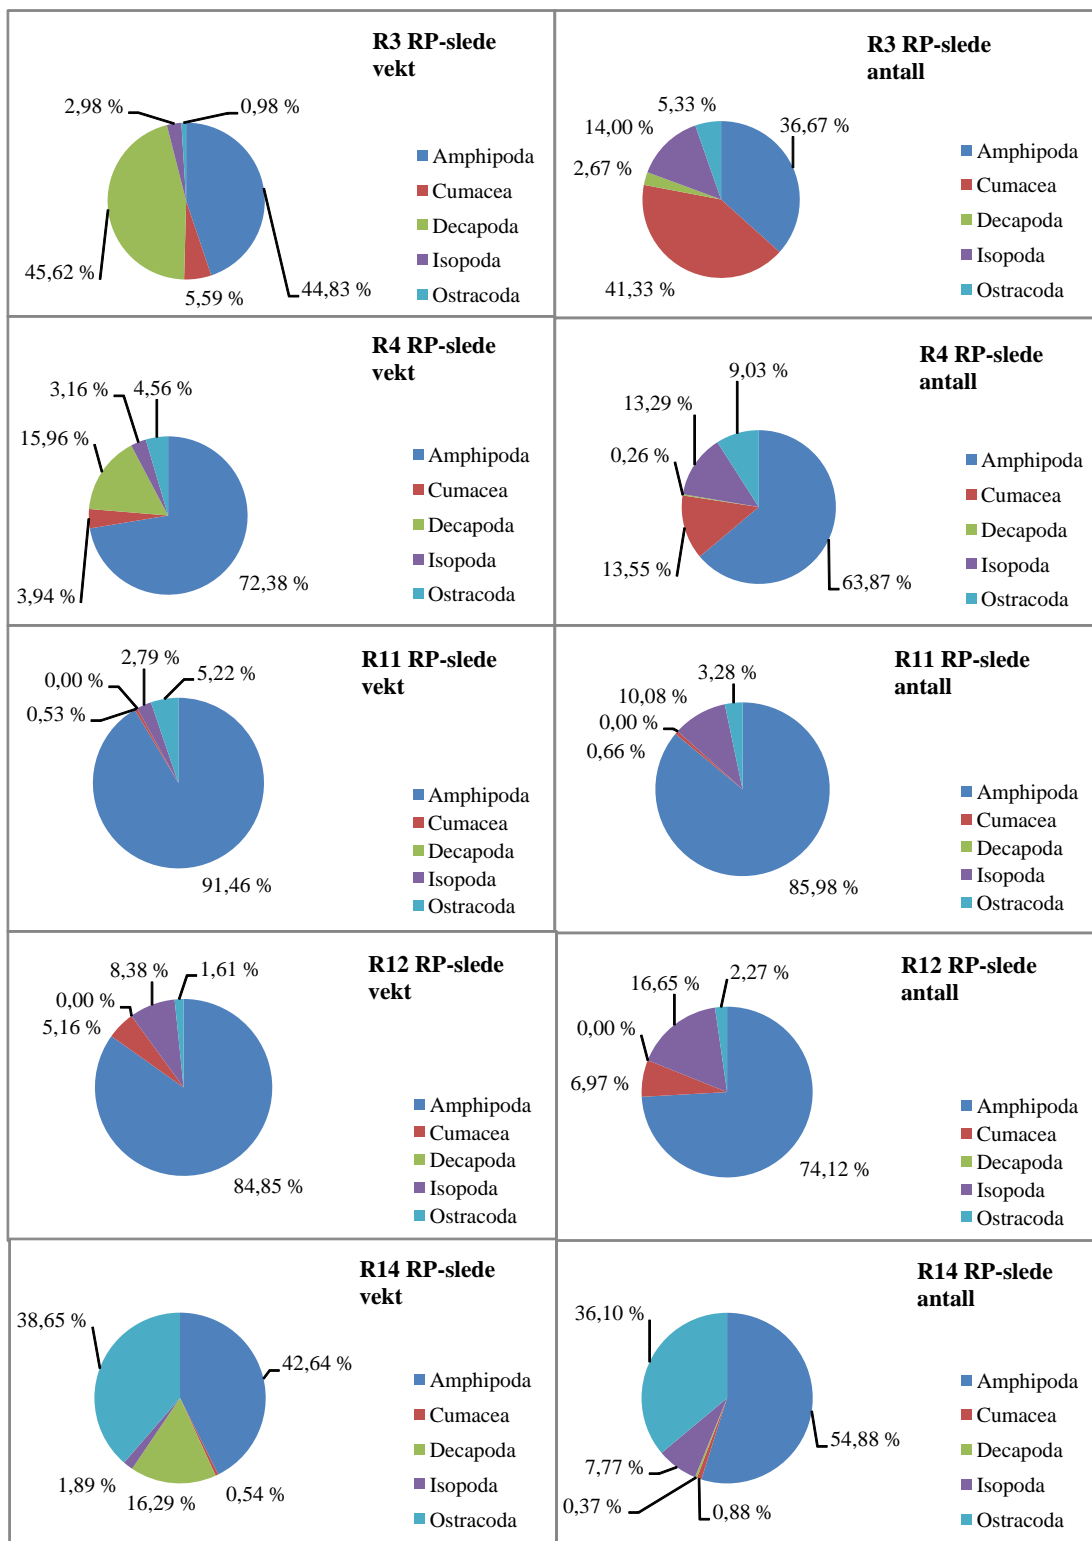 R3 RP-slede
vekt
2,98 %
0,98 %
45,62 %
5,59 %
44,83 %
Amphipoda
Cumacea
Decapoda
Isopoda
Ostracoda
R3 RP-slede
antall
5,33 %
14,00 %
36,67 %
2,67 %
41,33 %
Amphipoda
Cumacea
Decapoda
Isopoda
Ostracoda
R4 RP-slede
vekt
3,16 %
4,56 %
15,96 %
3,94 %
72,38 %
Amphipoda
Cumacea
Decapoda
Isopoda
Ostracoda
R4 RP-slede
antall
9,03 %
13,29 %
0,26 %
13,55 %
63,87 %
Amphipoda
Cumacea
Decapoda
Isopoda
Ostracoda
R11 RP-slede
vekt
2,79 %
5,22 %
0,00 %
0,53 %
91,46 %
Amphipoda
Cumacea
Decapoda
Isopoda
Ostracoda
R11 RP-slede
antall
3,28 %
10,08 %
0,00 %
0,66 %
85,98 %
Amphipoda
Cumacea
Decapoda
Isopoda
Ostracoda
R12 RP-slede
vekt
8,38 %
1,61 %
0,00 %
5,16 %
84,85 %
Amphipoda
Cumacea
Decapoda
Isopoda
Ostracoda
R12 RP-slede
antall
16,65 %
2,27 %
0,00 %
6,97 %
74,12 %
Amphipoda
Cumacea
Decapoda
Isopoda
Ostracoda
R14 RP-slede
vekt
38,65 %
42,64 %
1,89 %
16,29 %
0,54 %
Amphipoda
Cumacea
Decapoda
Isopoda
Ostracoda
R14 RP-slede
antall
36,10 %
54,88 %
7,77 %
0,37 %
0,88 %
Amphipoda
Cumacea
Decapoda
Isopoda
Ostracoda